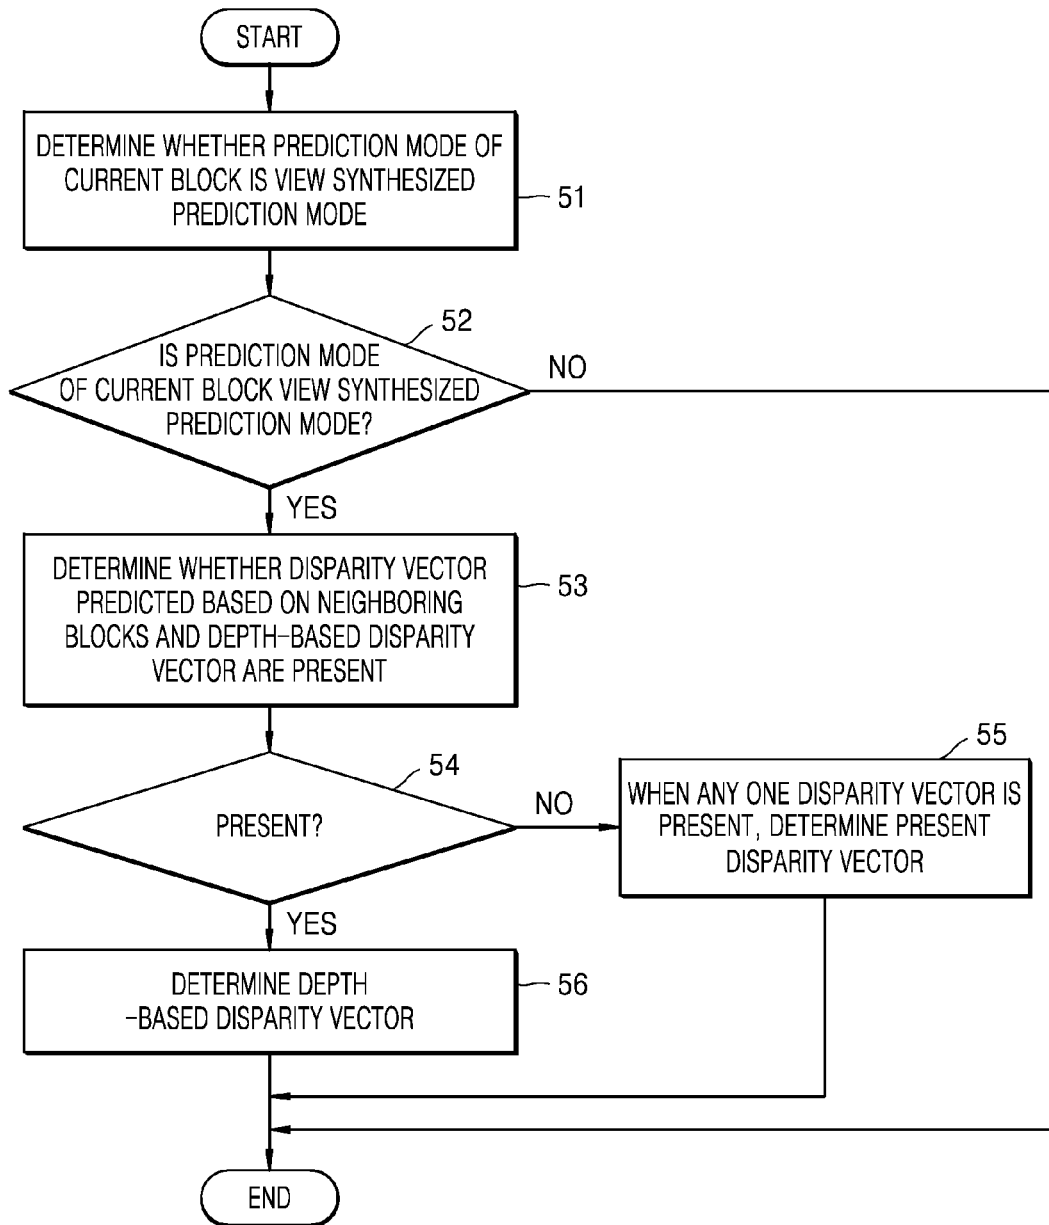 START
DETERMINE WHETHER PREDICTION MODE OF
CURRENT BLOCK IS VIEW SYNTHESIZED
PREDICTION MODE
51
52
IS PREDICTION MODE
OF CURRENT BLOCK VIEW SYNTHESIZED
PREDICTION MODE?
NO
YES
DETERMINE WHETHER DISPARITY VECTOR
PREDICTED BASED ON NEIGHBORING
BLOCKS AND DEPTH-BASED DISPARITY
VECTOR ARE PRESENT
53
54
PRESENT?
NO
55
WHEN ANY ONE DISPARITY VECTOR IS
PRESENT, DETERMINE PRESENT
DISPARITY VECTOR
YES
DETERMINE DEPTH
-BASED DISPARITY VECTOR
56
END